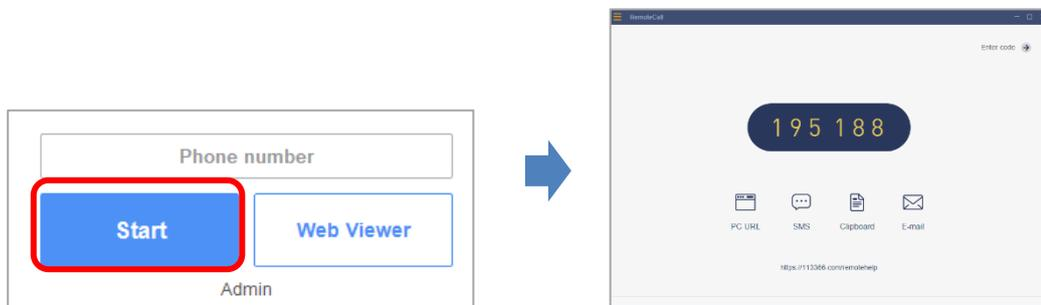 Phone number
Start
Web Viewer
Admin
RemoteCall
Enter code
195 188
PC URL
SMS
Clipboard
E-mail
https://113366.com/remotehelp